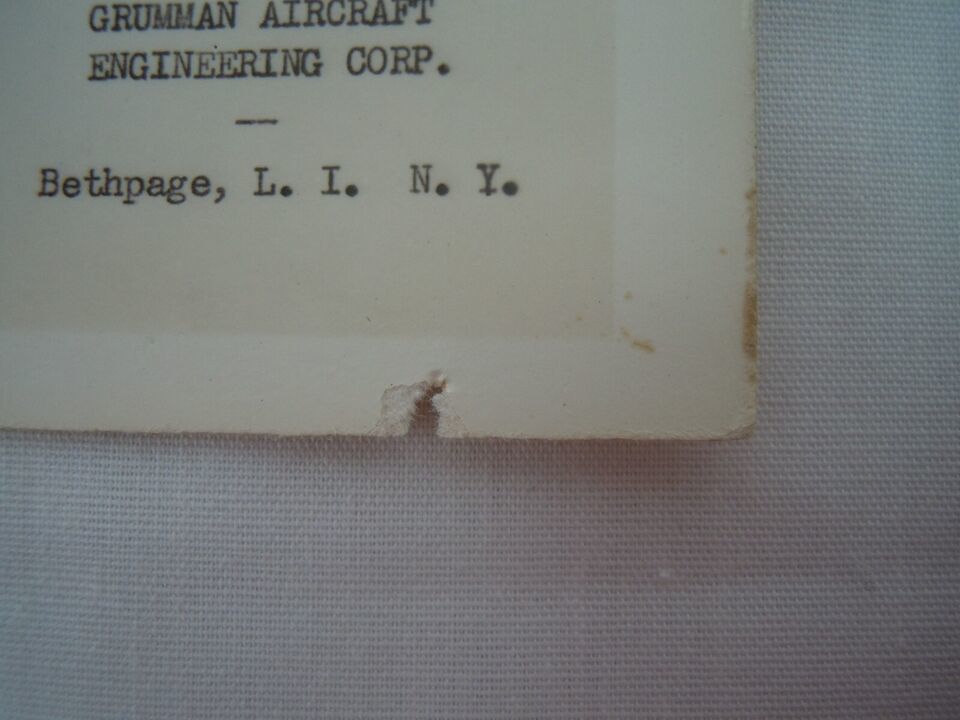 GRUMMAN AIRCRAFT
ENGINEERING CORP.
—
Bethpage, L. I. N. Y.